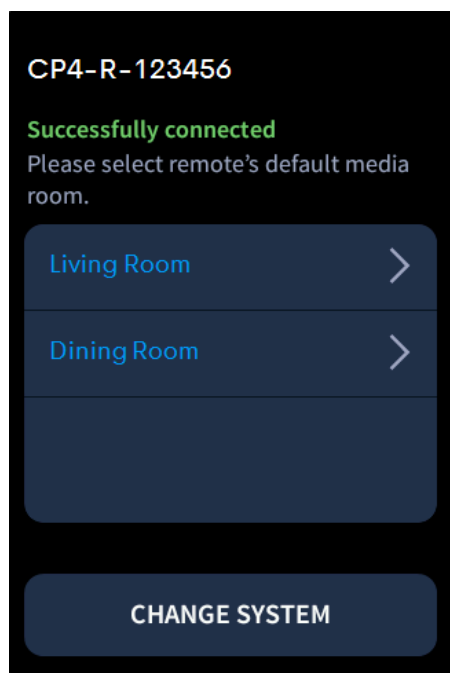 CP4-R-123456
Successfully connected
Please select remote's default media
room.
Living Room
Dining Room
CHANGE SYSTEM